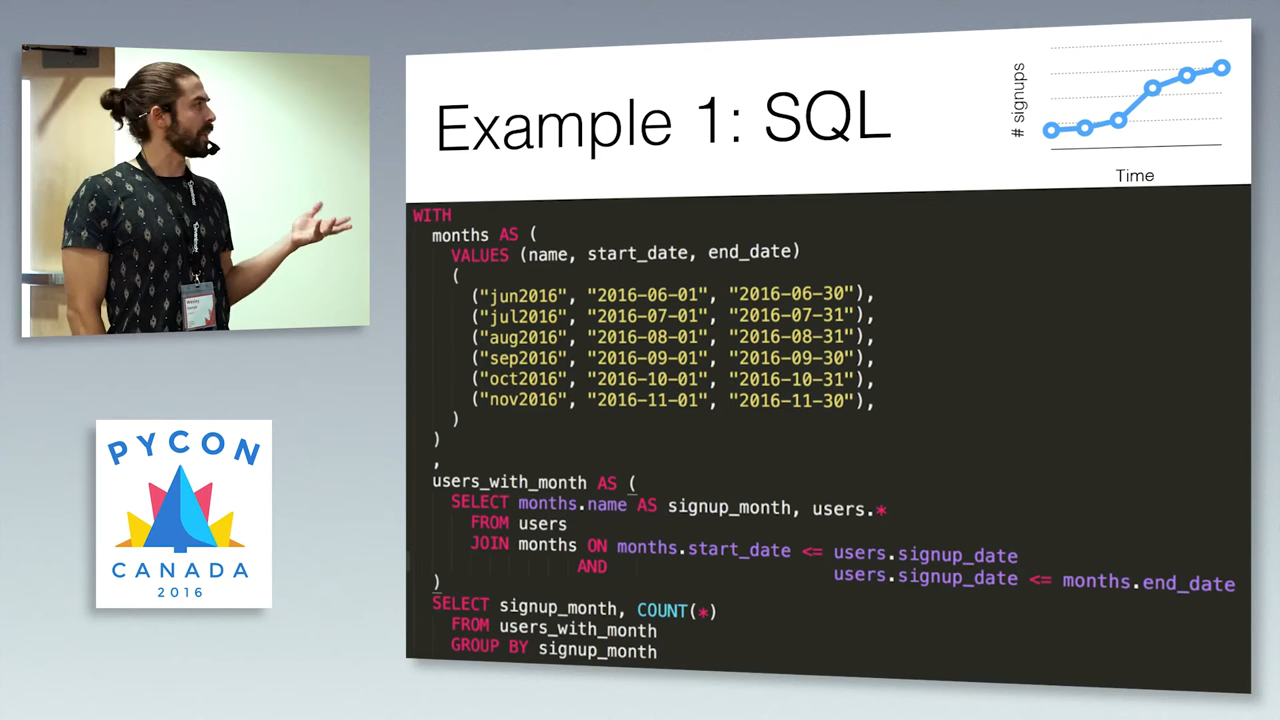 Example 1: SQL
# signups
Time
WITH
months AS (
VALUES (name, start_date, end_date)
(
("jun2016", "2016-06-01", "2016-06-30"),
("jul2016", "2016-07-01", "2016-07-31"),
("aug2016", "2016-08-01", "2016-08-31"),
("sep2016", "2016-09-01", "2016-09-30"),
("oct2016", "2016-10-01", "2016-10-31"),
("nov2016", "2016-11-01", "2016-11-30"),
)
)
,
users_with_month AS (
SELECT months.name AS signup_month, users.*
FROM users
JOIN months ON months.start_date <= users.signup_date
AND users.signup_date <= months.end_date
)
SELECT signup_month, COUNT(*)
FROM users_with_month
GROUP BY signup_month
Wesley
PYCON
CANADA
2016